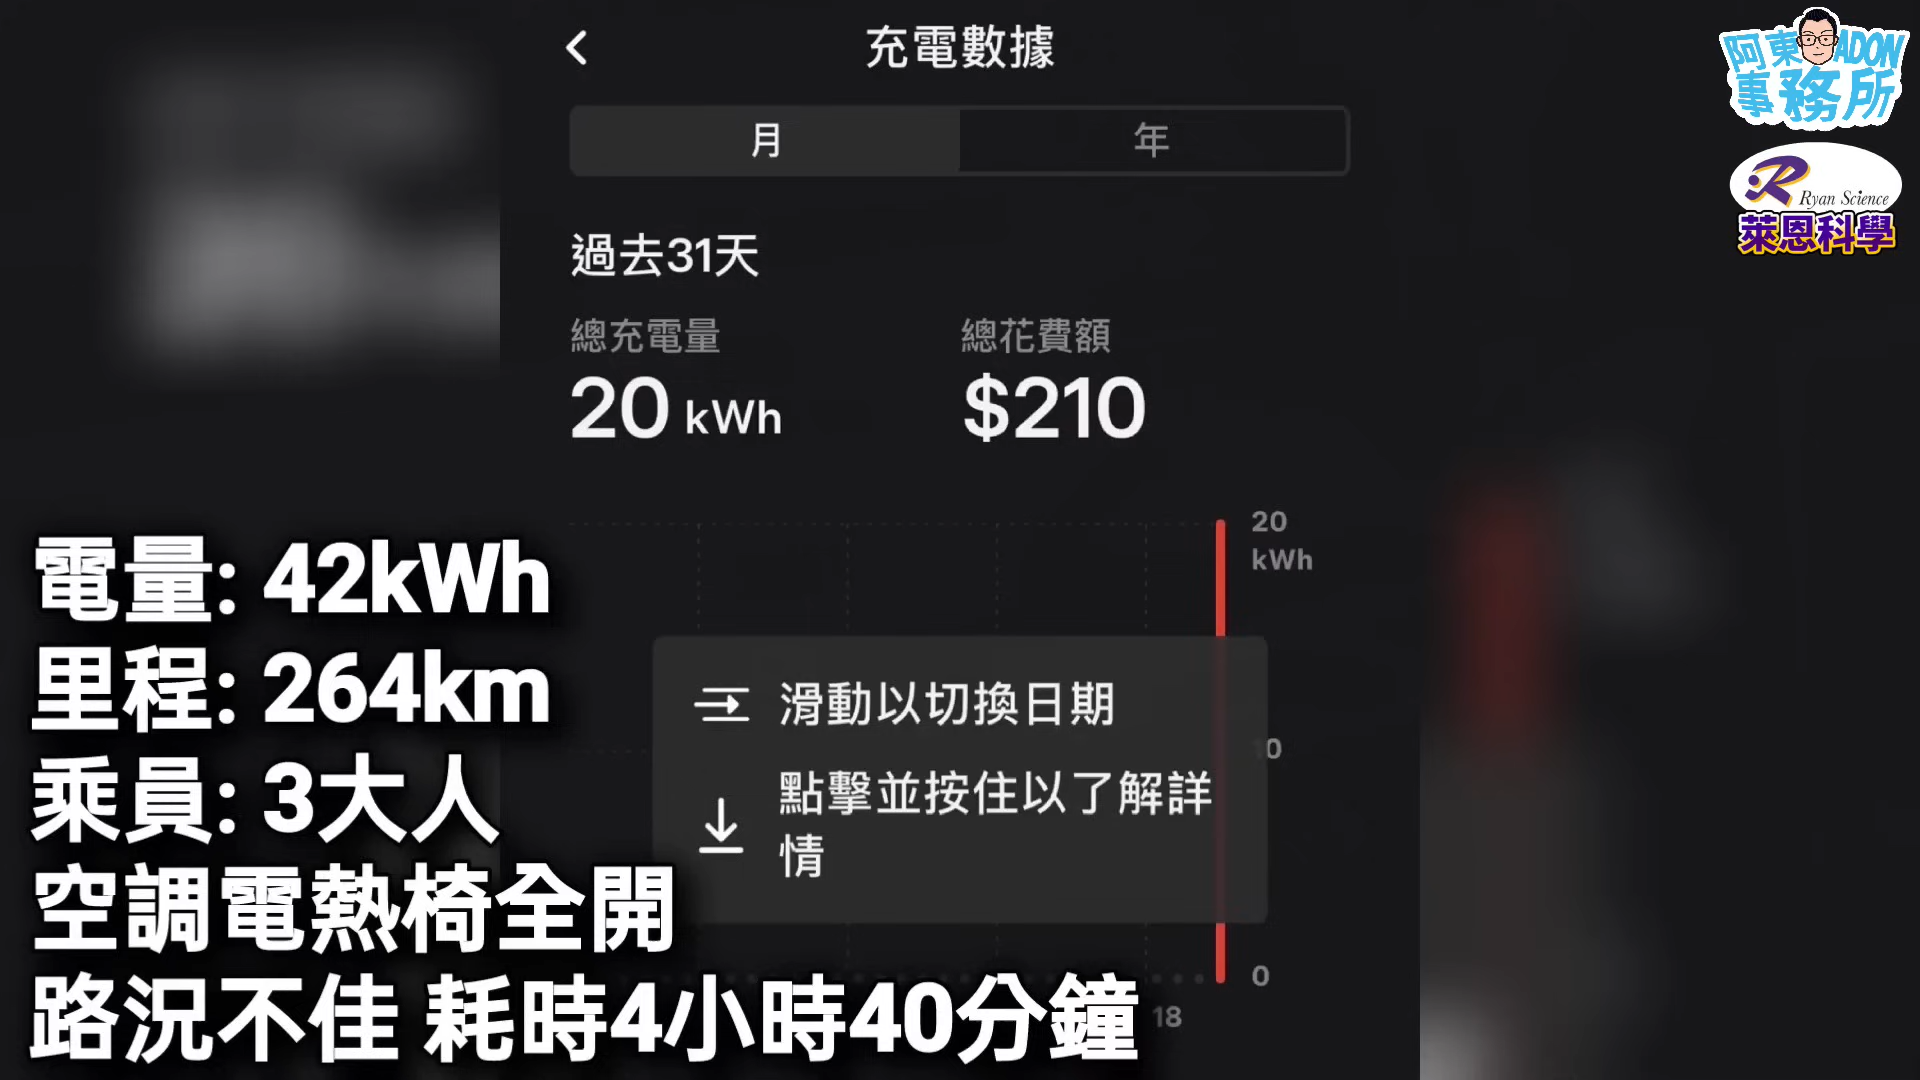 充電數據
月
年
過去31天
總充電量
總花費額
20 kWh
$210
20
kWh
10
0
18
滑動以切換日期
點擊並按住以了解詳
情
電量: 42kWh
里程: 264km
乘員: 3大人
空調電熱椅全開
路況不佳 耗時4小時40分鐘
阿東 ADON
事務所
R Ryan Science
萊恩科學